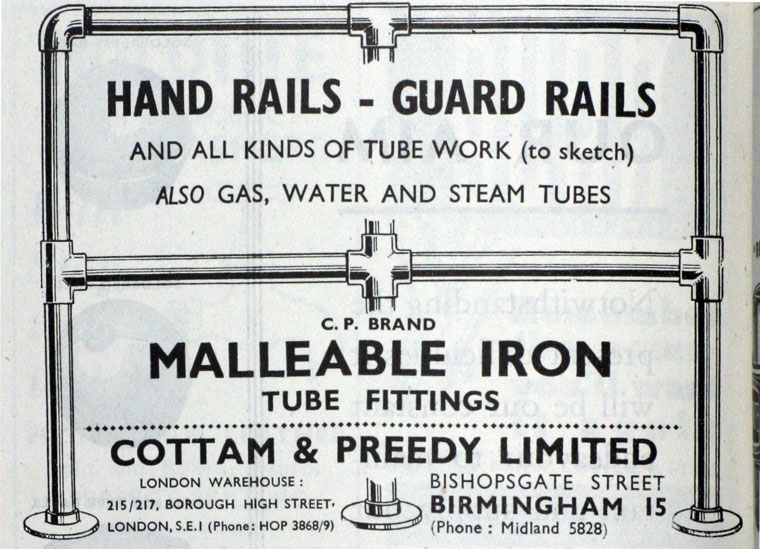 HAND RAILS - GUARD RAILS
AND ALL KINDS OF TUBE WORK (to sketch)
ALSO GAS, WATER AND STEAM TUBES
C. P. BRAND
MALLEABLE IRON
TUBE FITTINGS
COTTAM & PREEDY LIMITED
LONDON WAREHOUSE :
215/217, BOROUGH HIGH STREET,
LONDON, S.E.1 (Phone: HOP 3868/9)
BISHOPSGATE STREET
BIRMINGHAM 15
(Phone : Midland 5828)